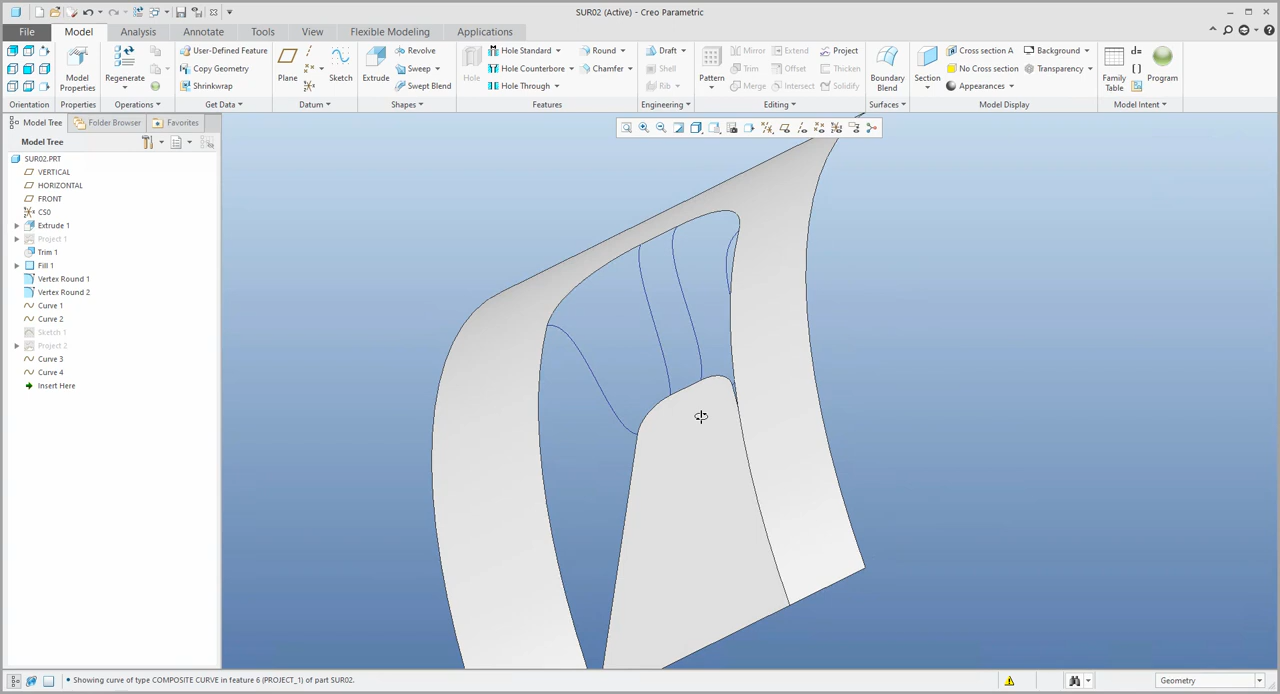 SUR02 (Active) - Creo Parametric
File Model Analysis Annotate Tools View Flexible Modeling Applications
Model Properties
Regenerate
User-Defined Feature
Copy Geometry
Shrinkwrap
Plane
Sketch
Extrude
Revolve
Sweep
Swept Blend
Hole
Hole Standard
Hole Counterbore
Hole Through
Round
Chamfer
Draft
Shell
Rib
Pattern
Mirror
Trim
Merge
Extend
Offset
Intersect
Project
Thicken
Solidify
Boundary Blend
Section
Cross section A
No Cross section
Appearances
Background
Transparency
Family Table
d=
Program
Orientation Properties Operations Get Data Datum Shapes Features Engineering Editing Surfaces Model Display Model Intent
Model Tree Folder Browser Favorites
Model Tree
SUR02.PRT
VERTICAL
HORIZONTAL
FRONT
CS0
Extrude 1
Project 1
Trim 1
Fill 1
Vertex Round 1
Vertex Round 2
Curve 1
Curve 2
Sketch 1
Project 2
Curve 3
Curve 4
Insert Here
Showing curve of type COMPOSITE CURVE in feature 6 (PROJECT_1) of part SUR02.
Geometry